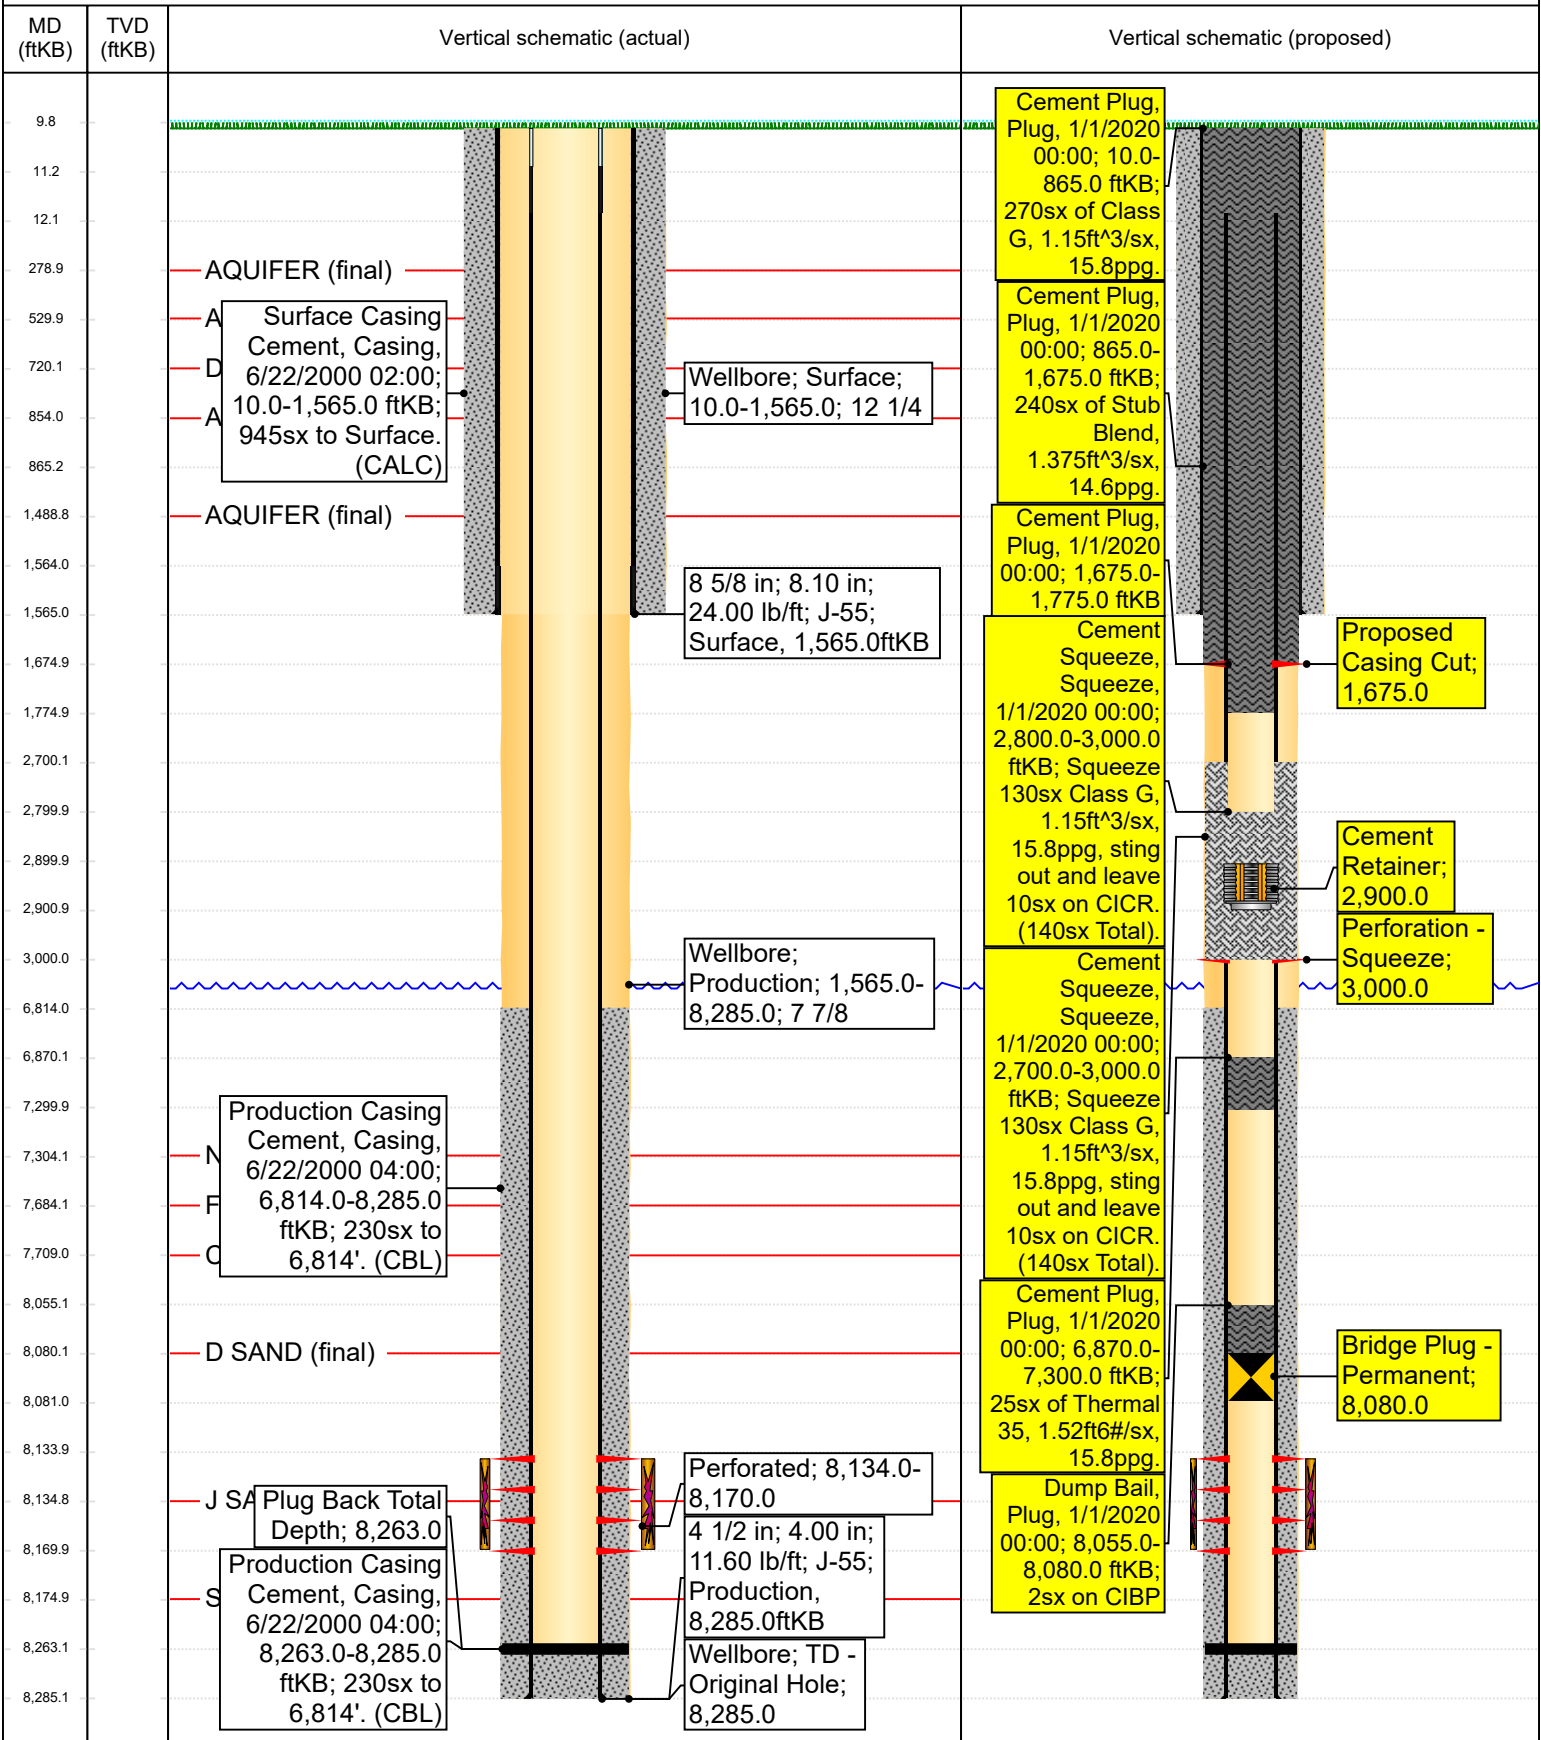 MD
(ftKB)
TVD
(ftKB)
Vertical schematic (actual)
Vertical schematic (proposed)
9.8
11.2
12.1
278.9
529.9
720.1
854.0
865.2
1,488.8
1,564.0
1,565.0
1,674.9
1,774.9
2,700.1
2,799.9
2,899.9
2,900.9
3,000.0
6,814.0
6,870.1
7,299.9
7,304.1
7,684.1
7,709.0
8,055.1
8,080.1
8,081.0
8,133.9
8,134.8
8,169.9
8,174.9
8,263.1
8,285.1
AQUIFER (final)
A
D
A
Surface Casing
Cement, Casing,
6/22/2000 02:00;
10.0-1,565.0 ftKB;
945sx to Surface.
(CALC)
AQUIFER (final)
N
F
C
Production Casing
Cement, Casing,
6/22/2000 04:00;
6,814.0-8,285.0
ftKB; 230sx to
6,814'. (CBL)
D SAND (final)
J SA
Plug Back Total
Depth; 8,263.0
S
Production Casing
Cement, Casing,
6/22/2000 04:00;
8,263.0-8,285.0
ftKB; 230sx to
6,814'. (CBL)
Wellbore; Surface;
10.0-1,565.0; 12 1/4
8 5/8 in; 8.10 in;
24.00 lb/ft; J-55;
Surface, 1,565.0ftKB
Wellbore;
Production; 1,565.0-
8,285.0; 7 7/8
Perforated; 8,134.0-
8,170.0
4 1/2 in; 4.00 in;
11.60 lb/ft; J-55;
Production,
8,285.0ftKB
Wellbore; TD -
Original Hole;
8,285.0
Cement Plug,
Plug, 1/1/2020
00:00; 10.0-
865.0 ftKB;
270sx of Class
G, 1.15ft^3/sx,
15.8ppg.
Cement Plug,
Plug, 1/1/2020
00:00; 865.0-
1,675.0 ftKB;
240sx of Stub
Blend,
1.375ft^3/sx,
14.6ppg.
Cement Plug,
Plug, 1/1/2020
00:00; 1,675.0-
1,775.0 ftKB
Cement
Squeeze,
Squeeze,
1/1/2020 00:00;
2,800.0-3,000.0
ftKB; Squeeze
130sx Class G,
1.15ft^3/sx,
15.8ppg, sting
out and leave
10sx on CICR.
(140sx Total).
Cement
Squeeze,
Squeeze,
1/1/2020 00:00;
2,700.0-3,000.0
ftKB; Squeeze
130sx Class G,
1.15ft^3/sx,
15.8ppg, sting
out and leave
10sx on CICR.
(140sx Total).
Cement Plug,
Plug, 1/1/2020
00:00; 6,870.0-
7,300.0 ftKB;
25sx of Thermal
35, 1.52ft6#/sx,
15.8ppg.
Dump Bail,
Plug, 1/1/2020
00:00; 8,055.0-
8,080.0 ftKB;
2sx on CIBP
Proposed
Casing Cut;
1,675.0
Cement
Retainer;
2,900.0
Perforation -
Squeeze;
3,000.0
Bridge Plug -
Permanent;
8,080.0